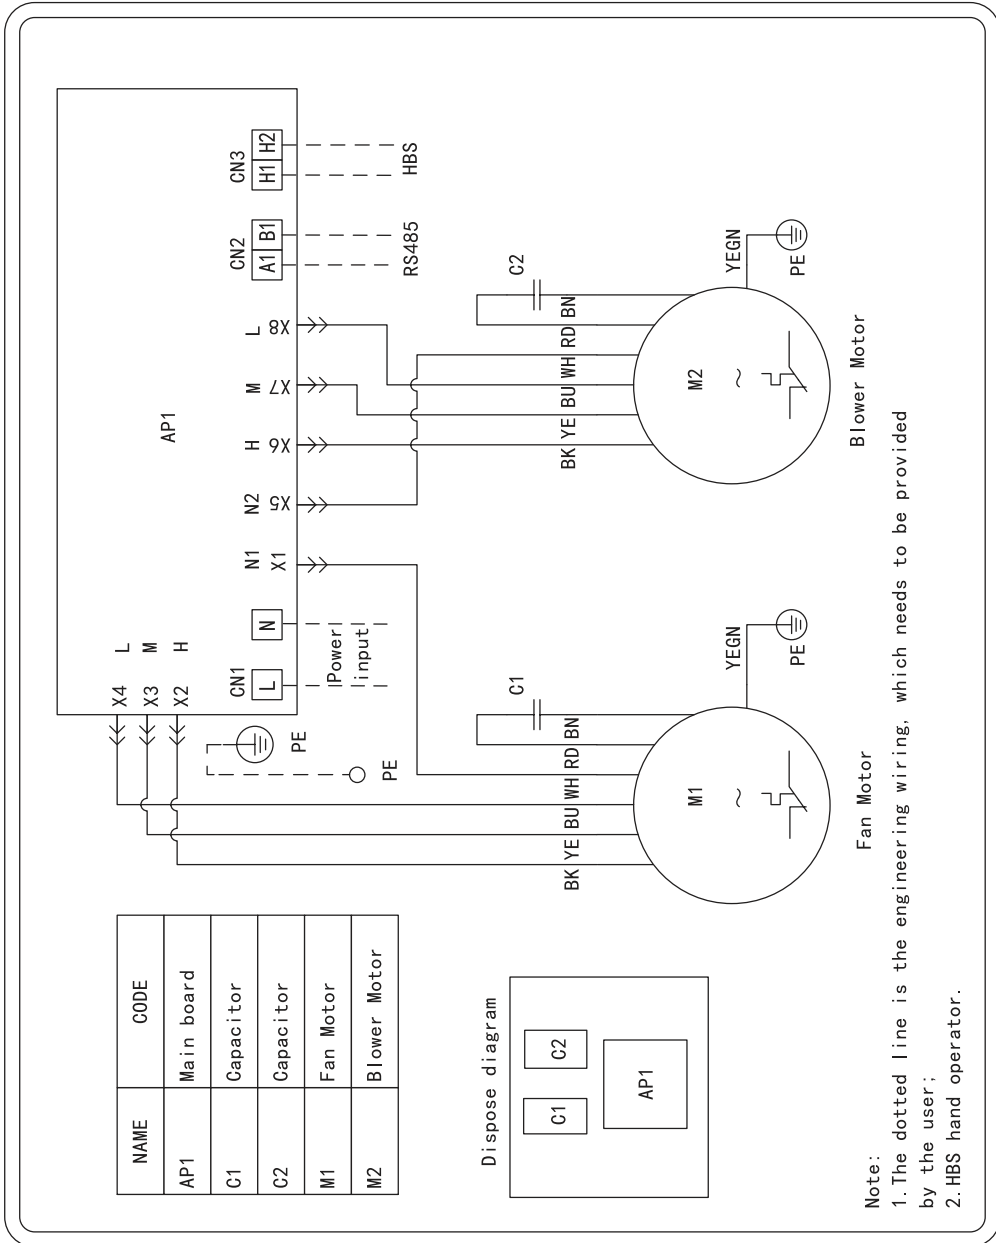 NAME CODE
AP1 Main board
C1 Capacitor
C2 Capacitor
M1 Fan Motor
M2 Blower Motor
Dispose diagram
C1 C2
AP1
AP1
X4 L
X3 M
X2 H
CN1 N1 N2 H M L CN2 CN3
L N X1 X5 X6 X7 X8 A1 B1 H1 H2
PE
PE
Power
input
RS485
HBS
BK YE BU WH RD BN
C1
M1
~
YEGN
PE
Fan Motor
BK YE BU WH RD BN
C2
M2
~
YEGN
PE
Blower Motor
Note:
1.The dotted line is the engineering wiring, which needs to be provided
by the user;
2.HBS hand operator.